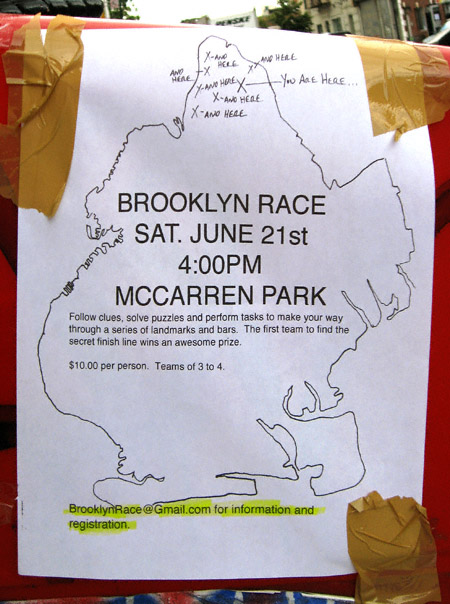 X-AND HERE
X-AND HERE
AND HERE-X
X-AND HERE
X-YOU ARE HERE...
X-AND HERE
X-AND HERE
BROOKLYN RACE
SAT. JUNE 21st
4:00PM
MCCARREN PARK
Follow clues, solve puzzles and perform tasks to make your way
through a series of landmarks and bars. The first team to find the
secret finish line wins an awesome prize.
$10.00 per person. Teams of 3 to 4.
BrooklynRace@Gmail.com for information and
registration.